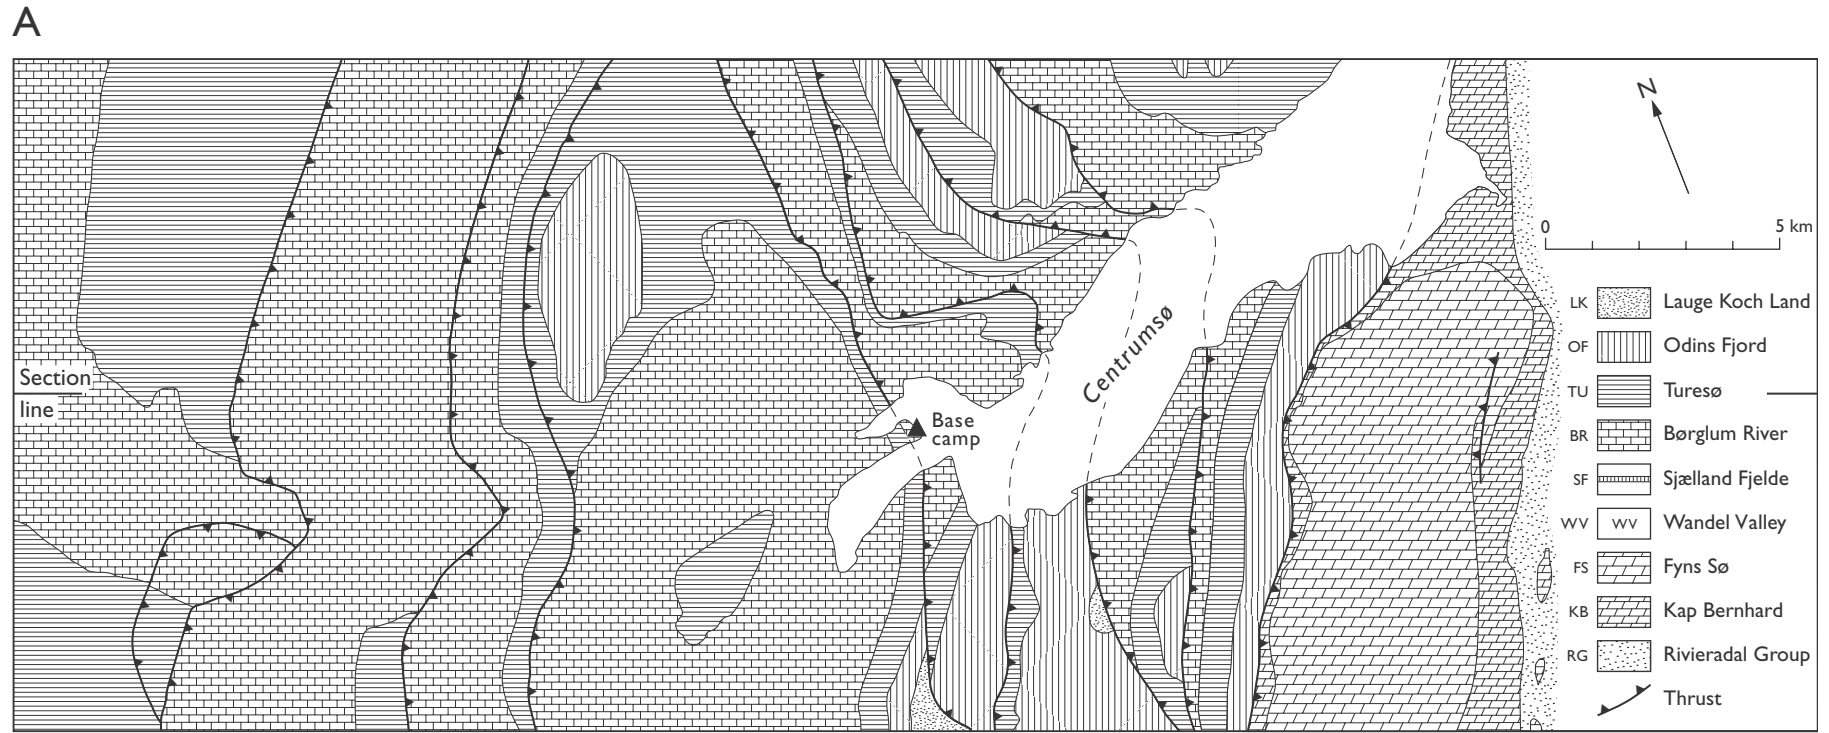 A
N
0 5 km
LK Lauge Koch Land
OF Odins Fjord
Section
TU Turesø
line
Centrumsø
Base
camp
BR Børglum River
SF Sjælland Fjelde
WV WV Wandel Valley
FS Fyns Sø
KB Kap Bernhard
RG Rivieradal Group
Thrust